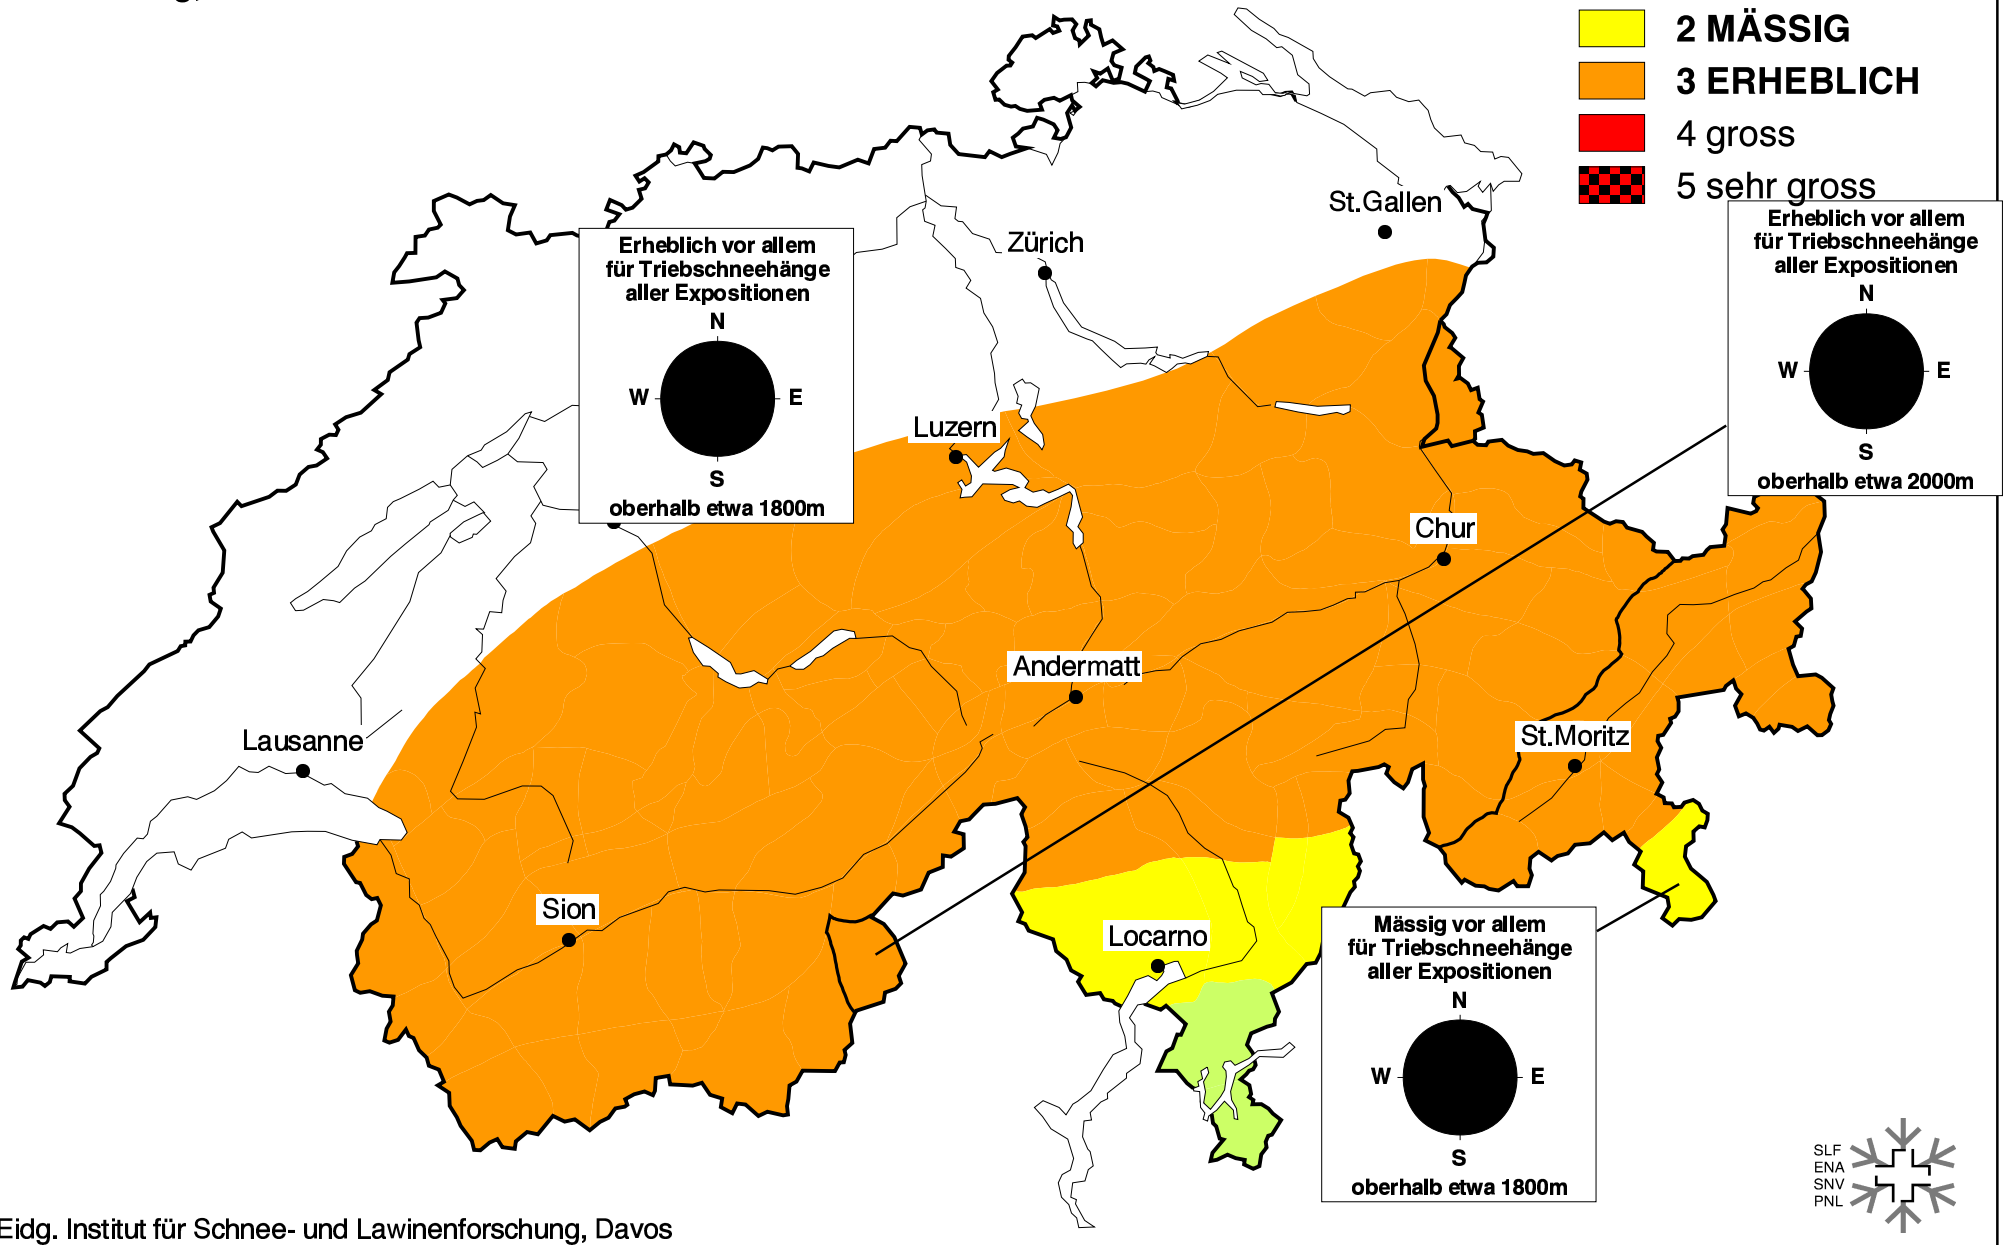 2 MÄSSIG
3 ERHEBLICH
4 gross
5 sehr gross
Erheblich vor allem
für Triebschneehänge
aller Expositionen
N
W
E
S
oberhalb etwa 1800m
Erheblich vor allem
für Triebschneehänge
aller Expositionen
N
W
E
S
oberhalb etwa 2000m
St.Gallen
Zürich
Luzern
Chur
Andermatt
St.Moritz
Lausanne
Sion
Locarno
Mässig vor allem
für Triebschneehänge
aller Expositionen
N
W
E
S
oberhalb etwa 1800m
SLF
ENA
SNV
PNL
Eidg. Institut für Schnee- und Lawinenforschung, Davos